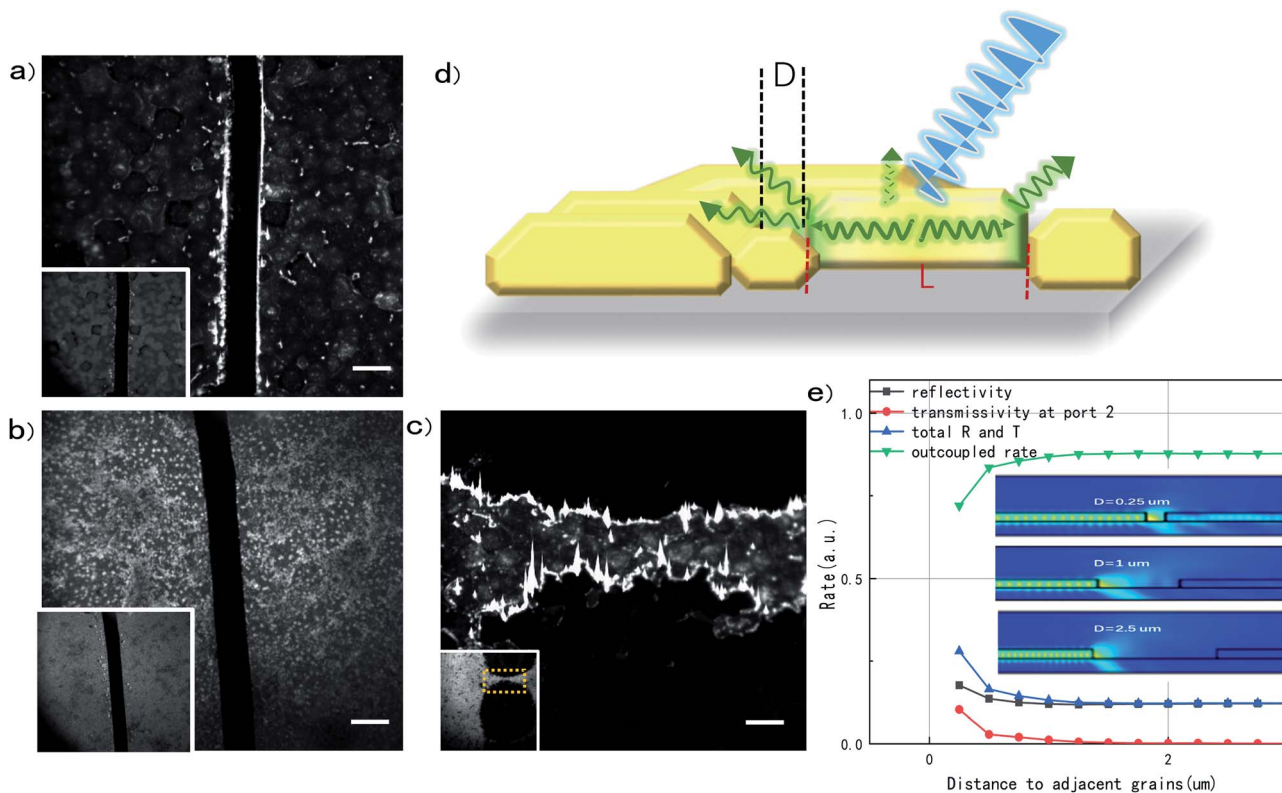 a)
b)
c)
d)
D
L
e)
reflectivity
transmissivity at port 2
total R and T
outcoupled rate
1.0
0.5
0.0
Rate(a.u.)
D=0.25 um
D=1 um
D=2.5 um
0
2
Distance to adjacent grains(um)